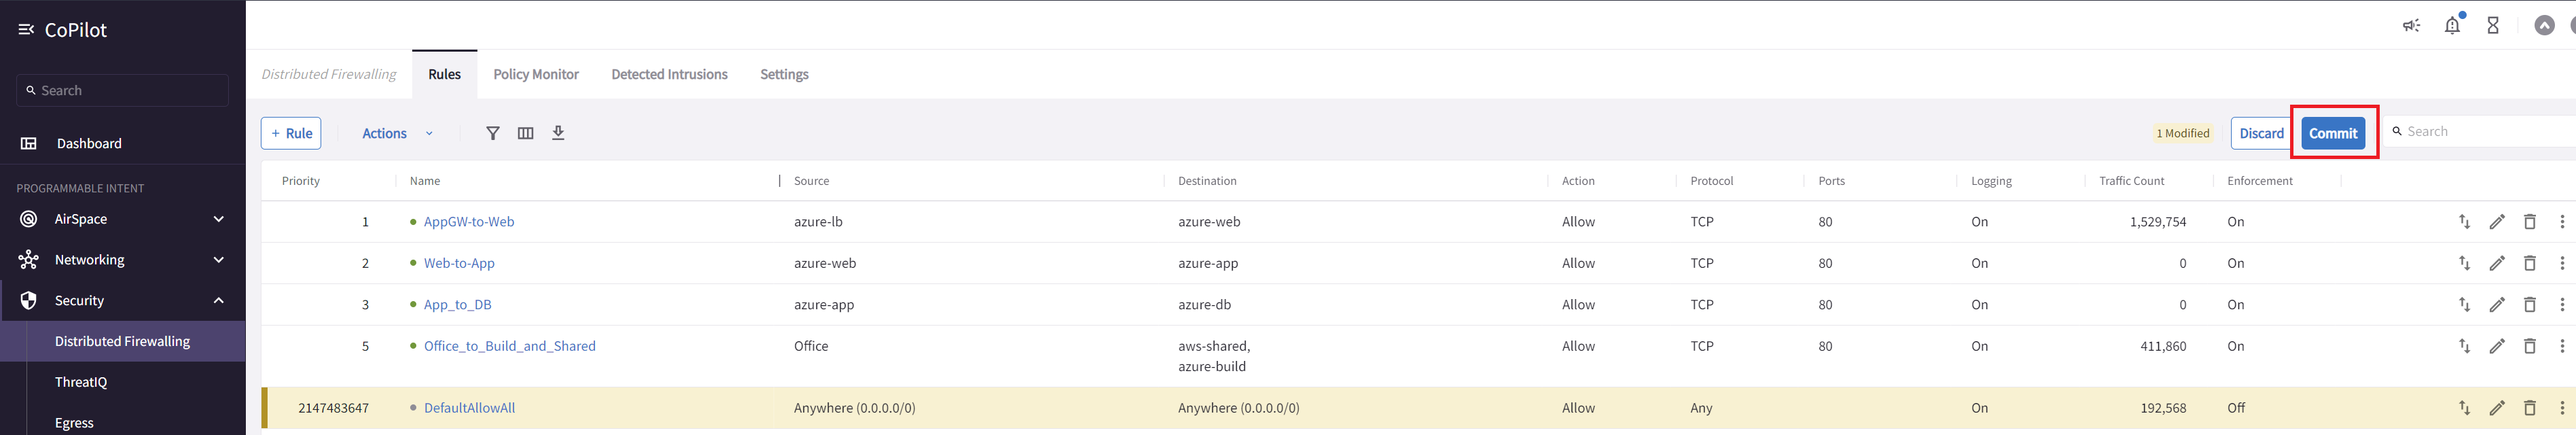 CoPilot
Search
Dashboard
PROGRAMMABLE INTENT
AirSpace
Networking
Security
Distributed Firewalling
ThreatIQ
Egress
Distributed Firewalling Rules Policy Monitor Detected Intrusions Settings
+ Rule Actions 1 Modified Discard Commit Search
Priority Name Source Destination Action Protocol Ports Logging Traffic Count Enforcement
1 AppGW-to-Web azure-lb azure-web Allow TCP 80 On 1,529,754 On
2 Web-to-App azure-web azure-app Allow TCP 80 On 0 On
3 App_to_DB azure-app azure-db Allow TCP 80 On 0 On
5 Office_to_Build_and_Shared Office aws-shared, Allow TCP 80 On 411,860 On
azure-build
2147483647 DefaultAllowAll Anywhere (0.0.0.0/0) Anywhere (0.0.0.0/0) Allow Any On 192,568 Off